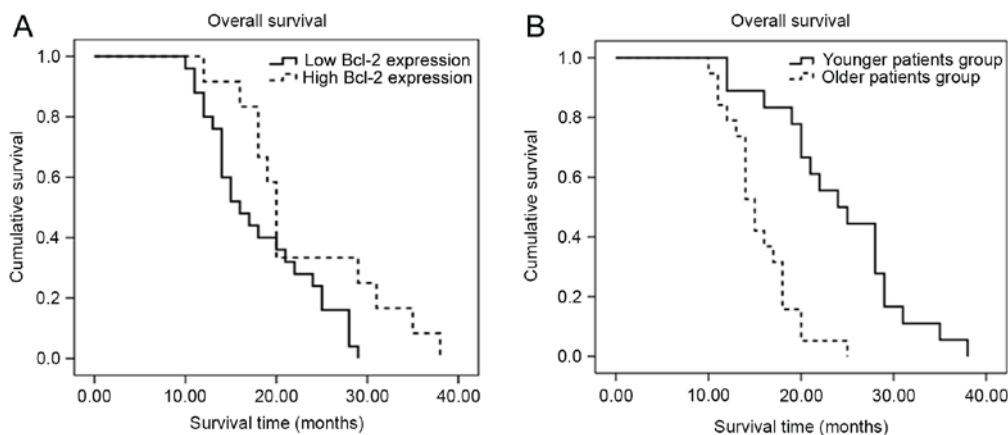 A
Overall survival
Low Bcl-2 expression
High Bcl-2 expression
Cumulative survival
1.0
0.8
0.6
0.4
0.2
0.0
0.00 10.00 20.00 30.00 40.00
Survival time (months)
B
Overall survival
Younger patients group
Older patients group
Cumulative survival
1.0
0.8
0.6
0.4
0.2
0.0
0.00 10.00 20.00 30.00 40.00
Survival time (months)